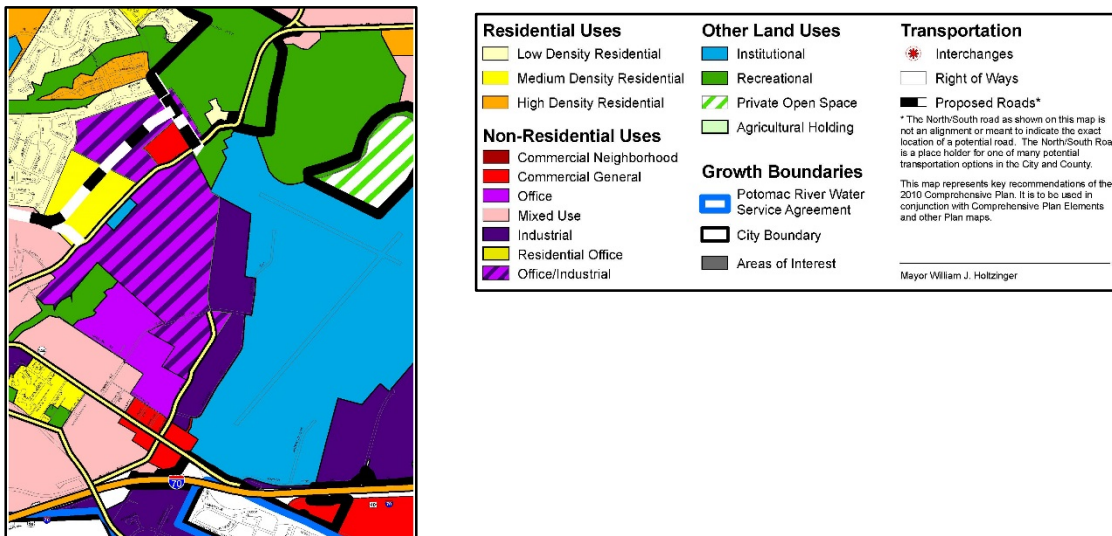 Residential Uses
Low Density Residential
Medium Density Residential
High Density Residential
Non-Residential Uses
Commercial Neighborhood
Commercial General
Office
Mixed Use
Industrial
Residential Office
Office/Industrial
Other Land Uses
Institutional
Recreational
Private Open Space
Agricultural Holding
Growth Boundaries
Potomac River Water
Service Agreement
City Boundary
Areas of Interest
Transportation
Interchanges
Right of Ways
Proposed Roads*
* The North/South road as shown on this map is
not an alignment or meant to indicate the exact
location of a potential road. The North/South Roa
is a place holder for one of many potential
transportation options in the City and County.
This map represents key recommendations of the
2010 Comprehensive Plan. It is to be used in
conjunction with Comprehensive Plan Elements
and other Plan maps.
Mayor William J. Holtzinger
70